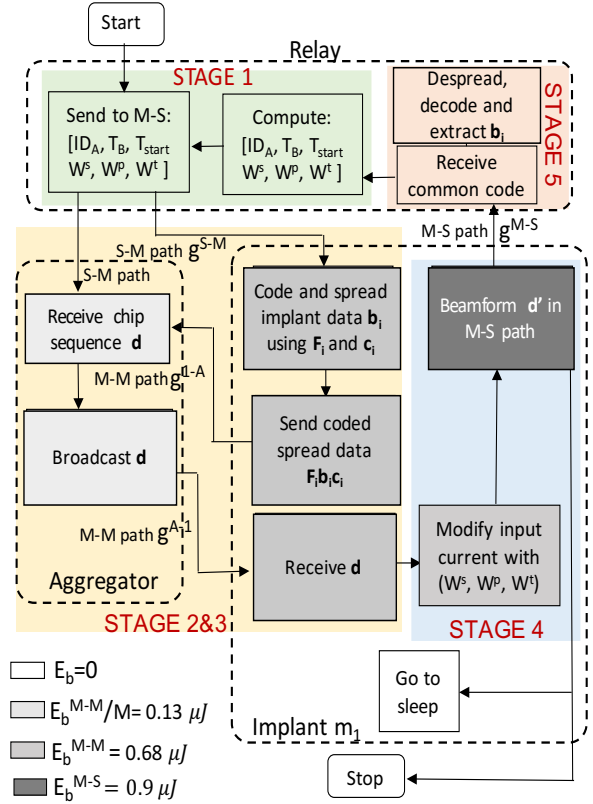 Start
Relay
STAGE 1
Send to M-S:
[ID_A, T_B, T_start
W^s, W^p, W^t ]
Compute:
[ID_A, T_B, T_start
W^s, W^p, W^t ]
Despread,
decode and
extract b_i
Receive
common code
STAGE 5
S-M path g^S-M
S-M path
M-S path g^M-S
Receive chip
sequence d
M-M path g^1-A
Broadcast d
M-M path g^A-1
Aggregator
Code and spread
implant data b_i
using F_i and c_i
Send coded
spread data
F_i b_i c_i
Receive d
STAGE 2&3
Beamform d' in
M-S path
Modify input
current with
(W^s, W^p, W^t)
STAGE 4
Go to
sleep
Implant m_1
Stop
E_b=0
E_b^M-M/M= 0.13 μJ
E_b^M-M = 0.68 μJ
E_b^M-S = 0.9 μJ